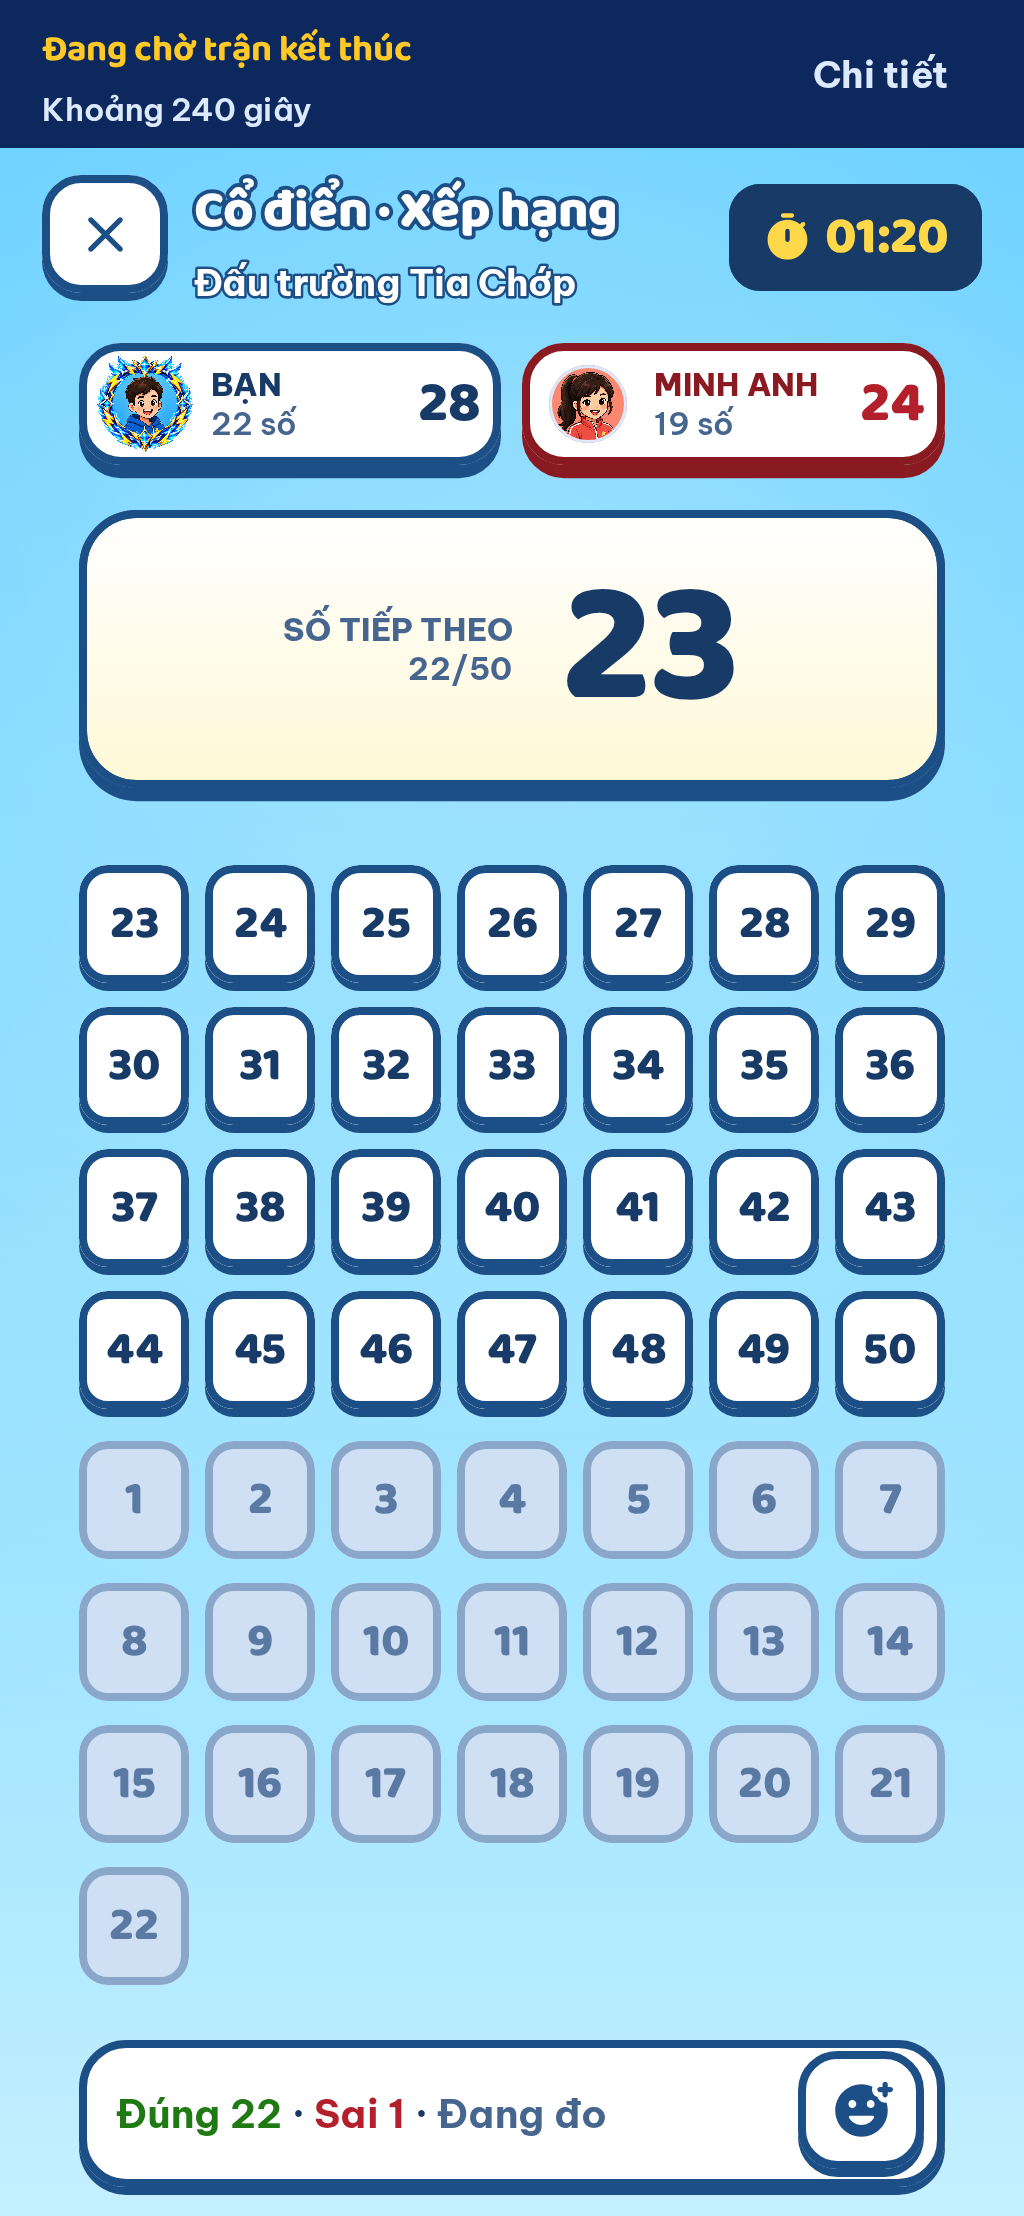 Đang chờ trận kết thúc
Khoảng 240 giây
Chi tiết
Cổ điển · Xếp hạng
Đấu trường Tia Chớp
01:20
BẠN
22 số
28
MINH ANH
19 số
24
SỐ TIẾP THEO
22/50
23
23 24 25 26 27 28 29
30 31 32 33 34 35 36
37 38 39 40 41 42 43
44 45 46 47 48 49 50
1 2 3 4 5 6 7
8 9 10 11 12 13 14
15 16 17 18 19 20 21
22
Đúng 22 · Sai 1 · Đang đo